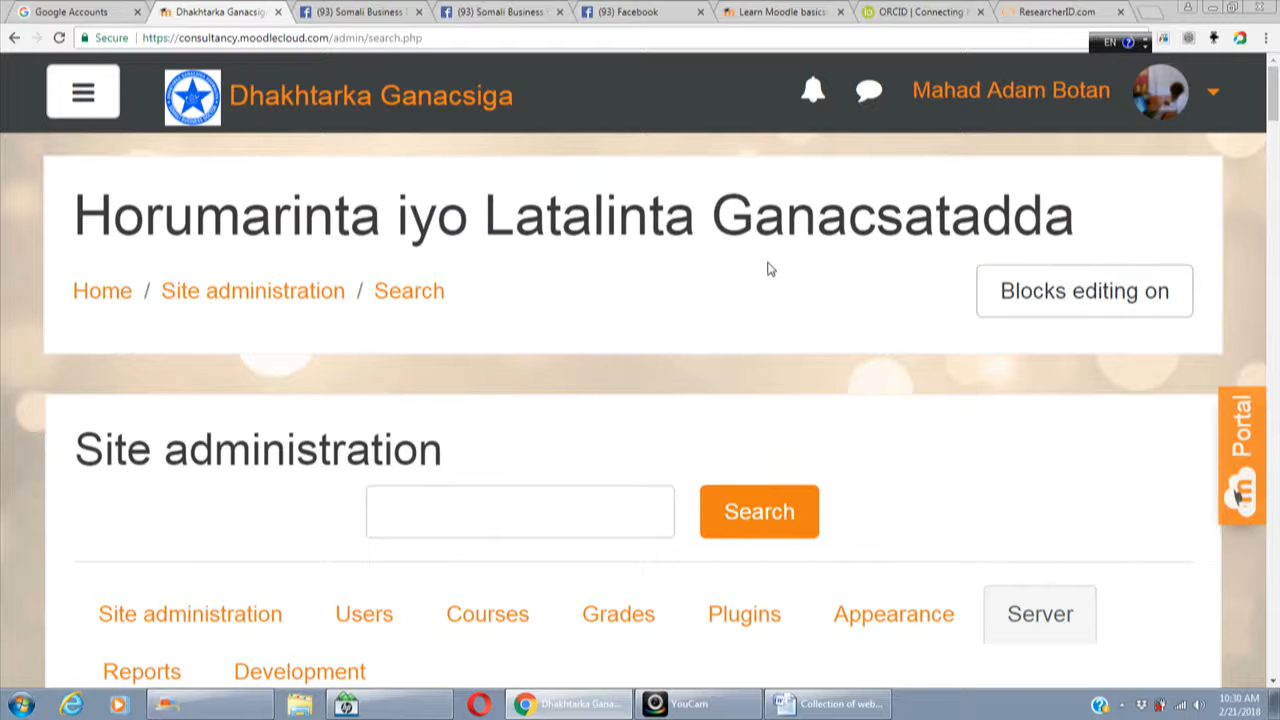 Google Accounts
Dhakhtarka Ganacsig
(93) Somali Business
(93) Somali Business
(93) Facebook
Learn Moodle basics
ORCID | Connecting
ResearcherID.com
Secure
https://consultancy.moodlecloud.com/admin/search.php
EN
Dhakhtarka Ganacsiga
Mahad Adam Botan
Horumarinta iyo Latalinta Ganacsatadda
Home / Site administration / Search
Blocks editing on
Portal
Site administration
Search
Site administration Users Courses Grades Plugins Appearance Server
Reports Development
Dhakhtarka Gana...
YouCam
Collection of web...
10:30 AM
2/21/2018